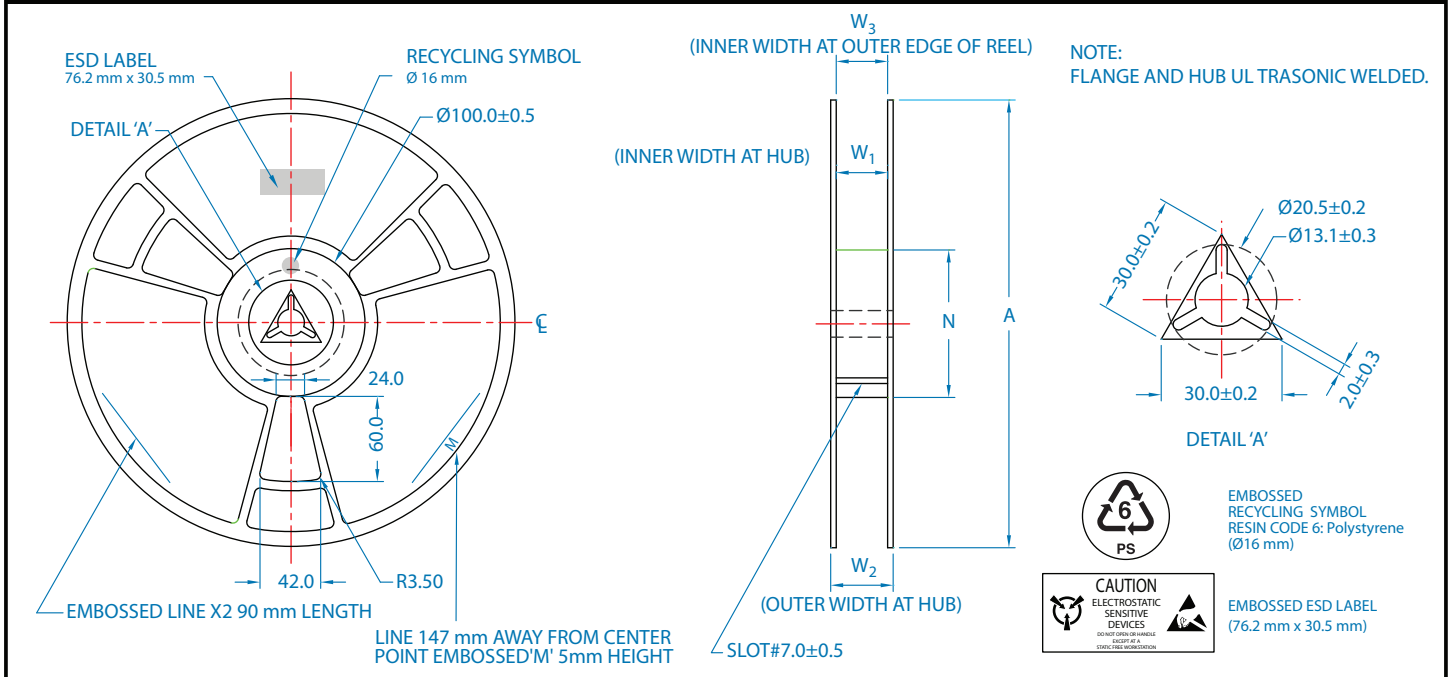 ESD LABEL
76.2 mm x 30.5 mm
RECYCLING SYMBOL
Ø 16 mm
DETAIL 'A'
Ø100.0±0.5
℄
24.0
60.0
M
42.0
R3.50
EMBOSSED LINE X2 90 mm LENGTH
LINE 147 mm AWAY FROM CENTER
POINT EMBOSSED'M' 5mm HEIGHT
W3
(INNER WIDTH AT OUTER EDGE OF REEL)
(INNER WIDTH AT HUB)
W1
N
A
W2
(OUTER WIDTH AT HUB)
SLOT#7.0±0.5
NOTE:
FLANGE AND HUB UL TRASONIC WELDED.
Ø20.5±0.2
Ø13.1±0.3
30.0±0.2
30.0±0.2
2.0±0.3
DETAIL 'A'
6
PS
EMBOSSED
RECYCLING SYMBOL
RESIN CODE 6: Polystyrene
(Ø16 mm)
CAUTION
ELECTROSTATIC
SENSITIVE
DEVICES
DO NOT OPEN OR HANDLE
EXCEPT AT A
STATIC FREE WORKSTATION
EMBOSSED ESD LABEL
(76.2 mm x 30.5 mm)